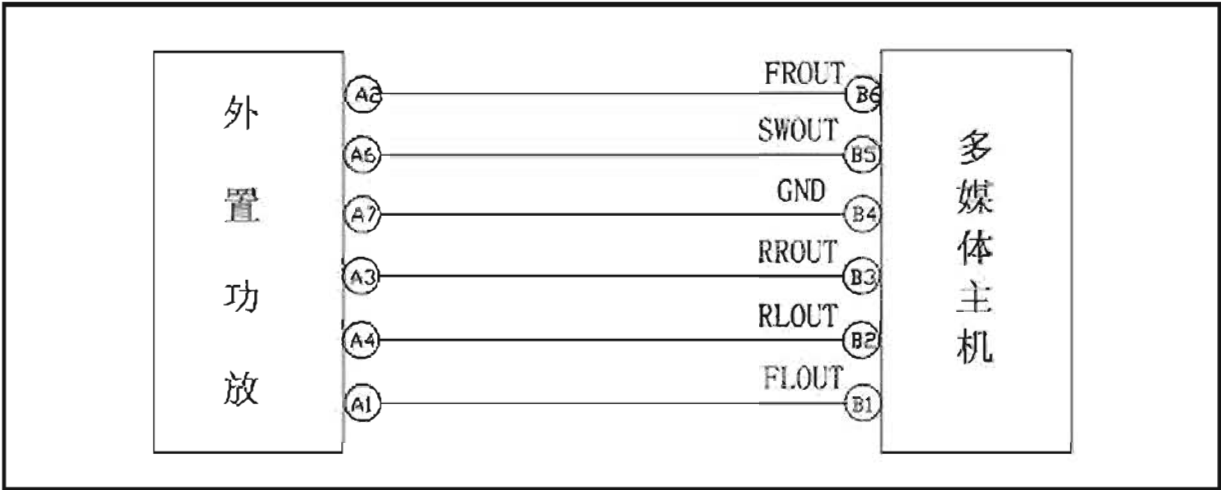 外置功放
A2
FROUT
B6
A6
SWOUT
B5
A7
GND
B4
A3
RROUT
B3
A4
RLOUT
B2
A1
FLOUT
B1
多媒体主机